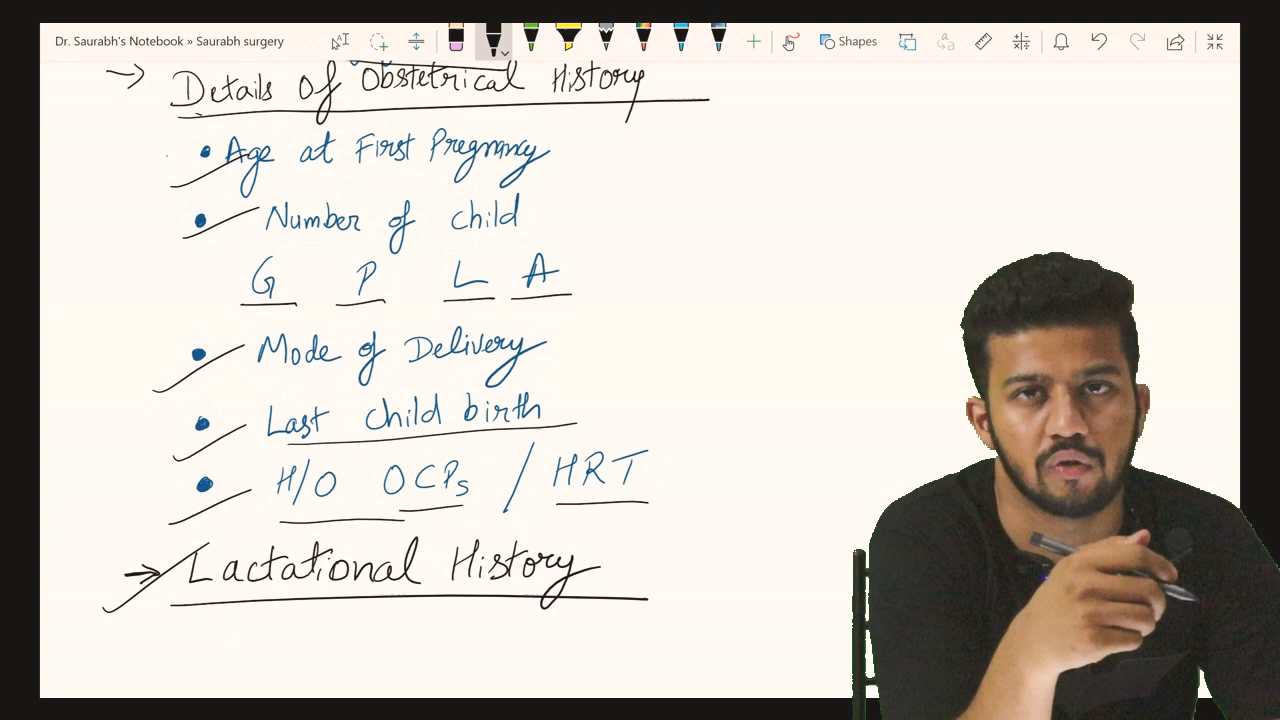 Dr. Saurabh's Notebook » Saurabh surgery
Shapes
→ Details Of Obstetrical History
• Age at First Pregnancy
• Number of child
G P L A
• Mode of Delivery
• Last child birth
• H/O OCPs / HRT
→ Lactational History